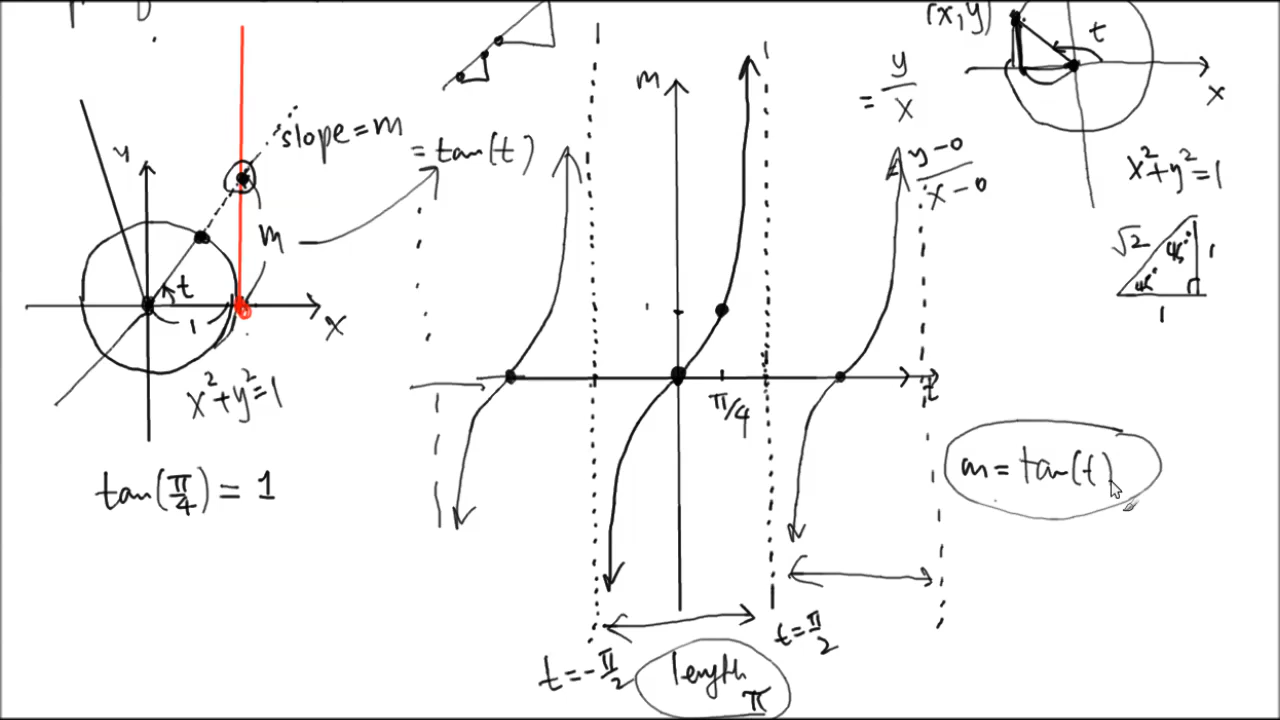 (x, y)
t
x
x²+y²=1
√2
45°
45°
1
1
m
= y/x
= y-0/x-0
y
slope = m
= tan(t)
m
t
1
x
x²+y²=1
π/4
t
tan(π/4) = 1
m = tan(t)
t = -π/2
length
π
t = π/2